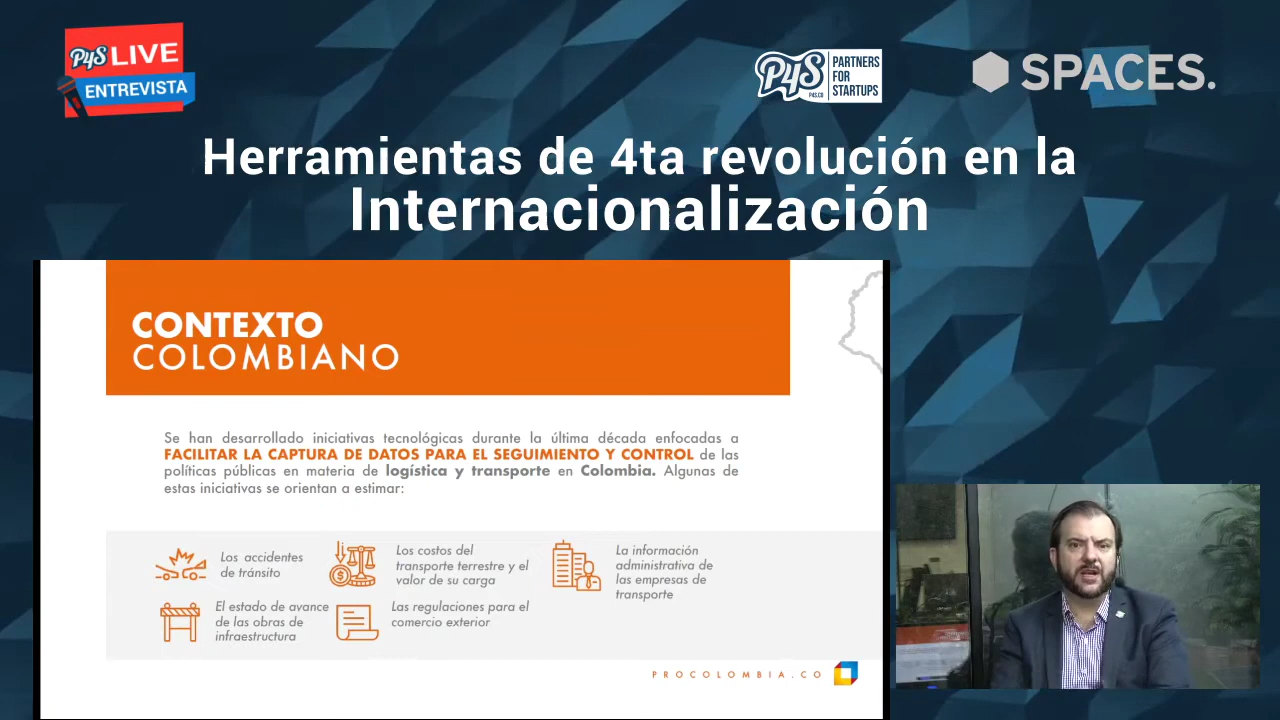 P4S LIVE
ENTREVISTA
P4S
P4S.CO
PARTNERS
FOR
STARTUPS
SPACES.
Herramientas de 4ta revolución en la
Internacionalización
CONTEXTO
COLOMBIANO
Se han desarrollado iniciativas tecnológicas durante la última década enfocadas a
FACILITAR LA CAPTURA DE DATOS PARA EL SEGUIMIENTO Y CONTROL de las
políticas públicas en materia de logística y transporte en Colombia. Algunas de
estas iniciativas se orientan a estimar:
Los accidentes
de tránsito
Los costos del
transporte terrestre y el
valor de su carga
La información
administrativa de
las empresas de
transporte
El estado de avance
de las obras de
infraestructura
Las regulaciones para el
comercio exterior
PROCOLOMBIA.CO